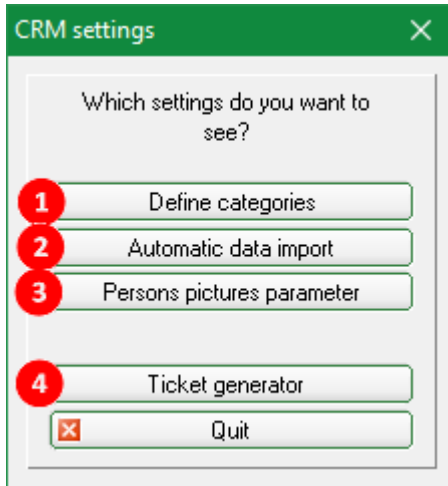 CRM settings
Which settings do you want to
see?
1 Define categories
2 Automatic data import
3 Persons pictures parameter
4 Ticket generator
Quit